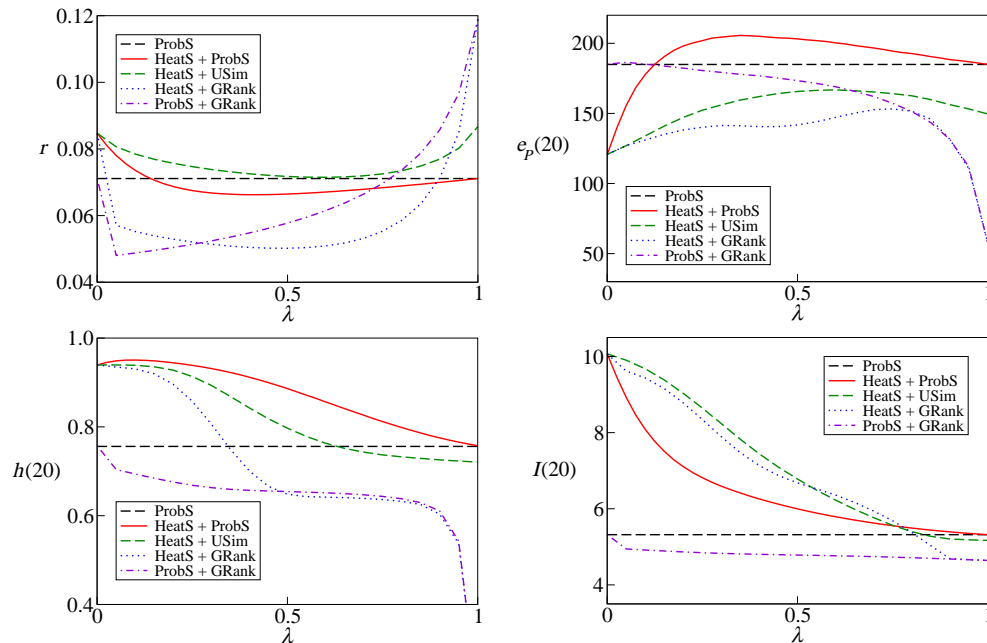 0.12
0.10
0.08
0.06
0.04
r
ProbS
HeatS + ProbS
HeatS + USim
HeatS + GRank
ProbS + GRank
0
0.5
1
λ
200
150
100
50
e_P(20)
ProbS
HeatS + ProbS
HeatS + USim
HeatS + GRank
ProbS + GRank
0
0.5
1
λ
1.0
0.8
0.6
0.4
h(20)
ProbS
HeatS + ProbS
HeatS + USim
HeatS + GRank
ProbS + GRank
0
0.5
1
λ
10
8
6
4
I(20)
ProbS
HeatS + ProbS
HeatS + USim
HeatS + GRank
ProbS + GRank
0
0.5
1
λ